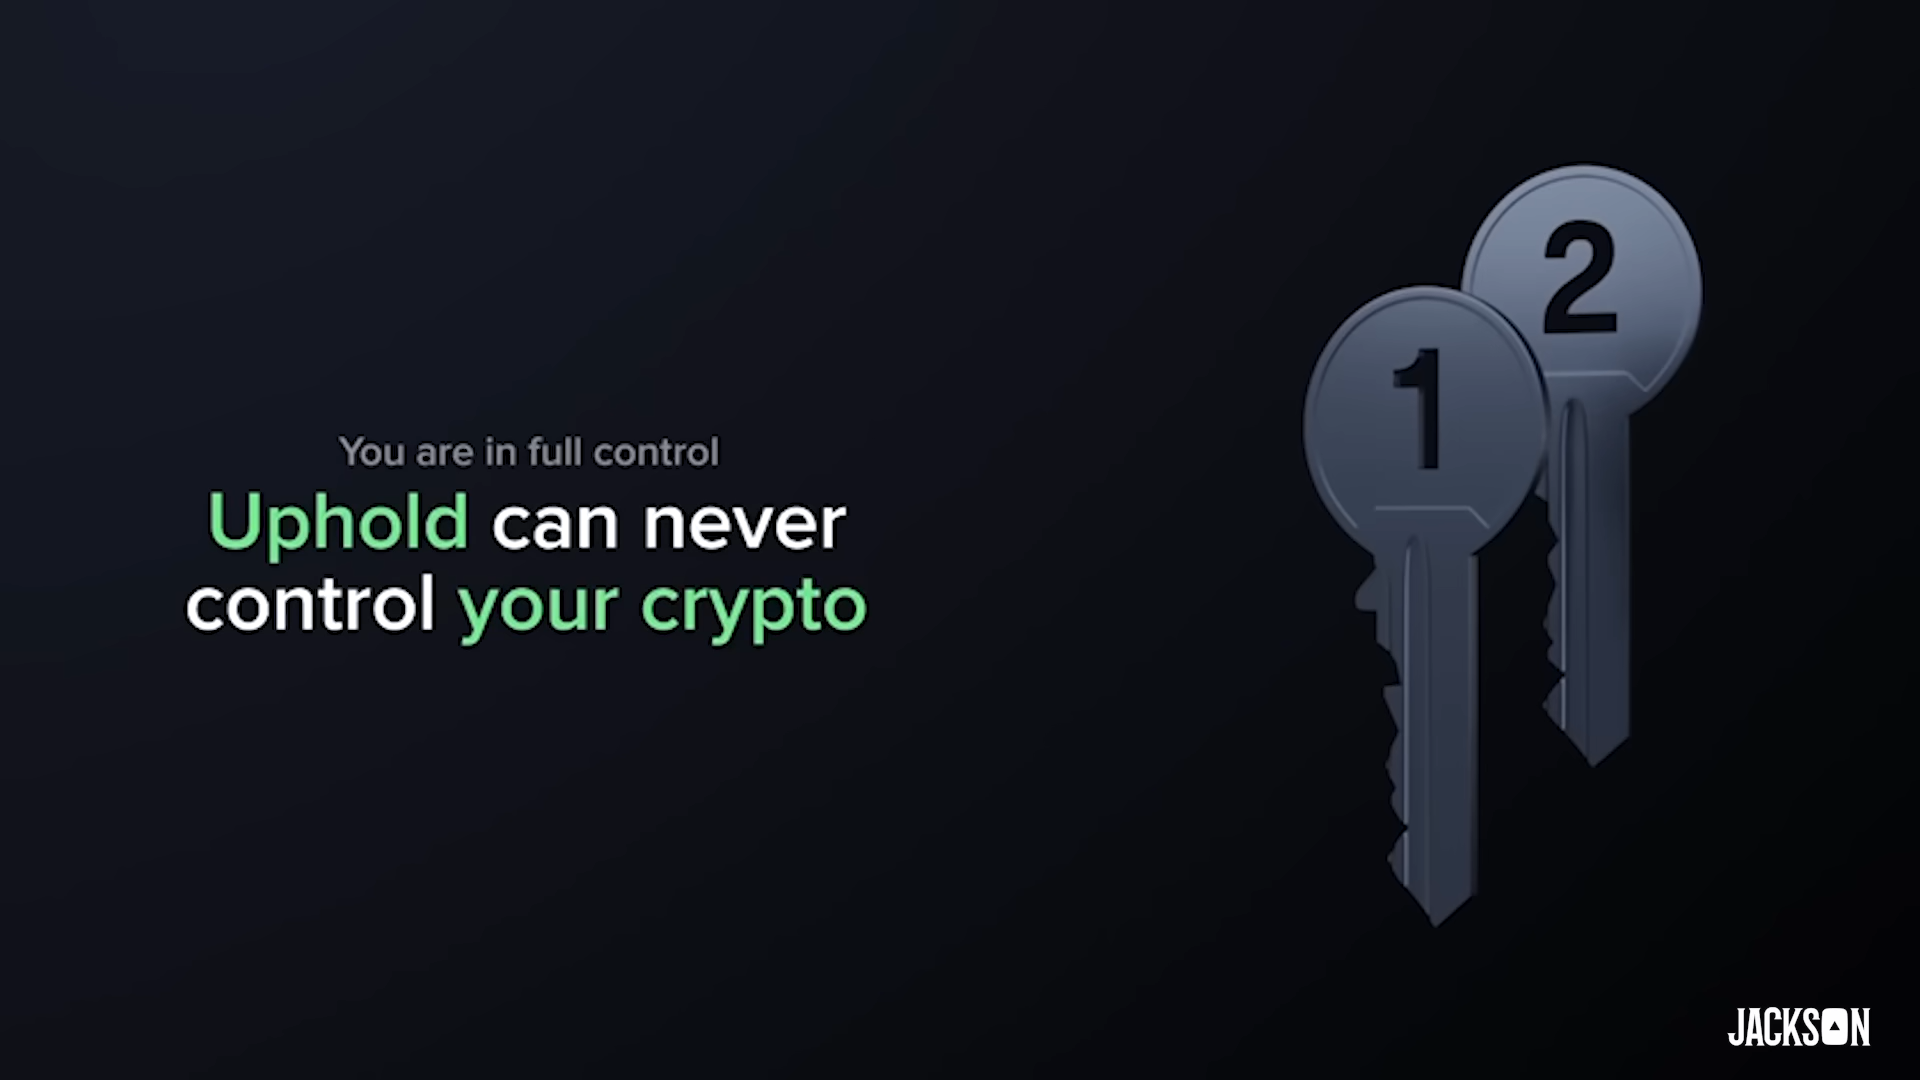 You are in full control
Uphold can never
control your crypto
2
1
JACKSON